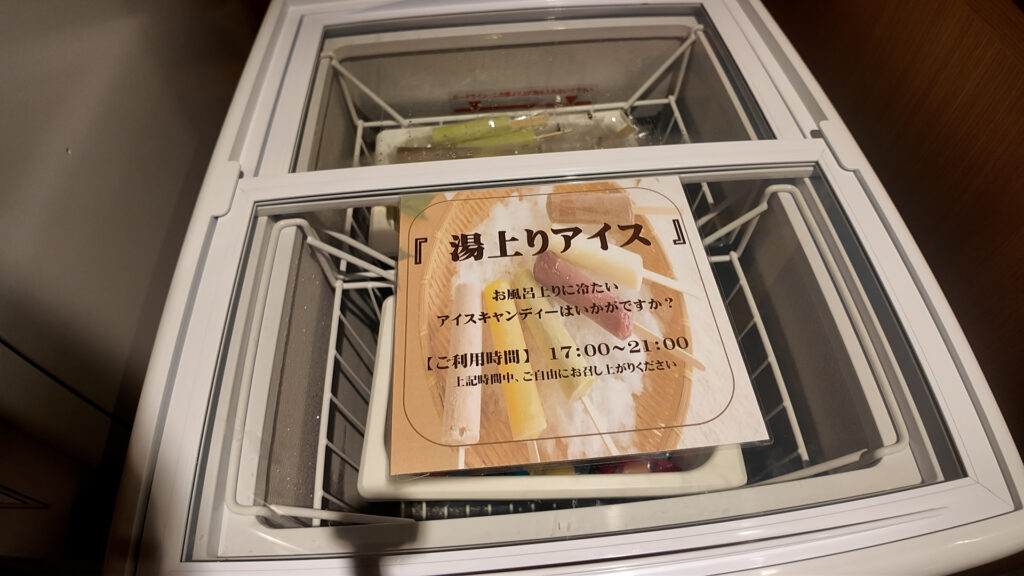 『 湯上りアイス 』
お風呂上りに冷たい
アイスキャンディーはいかがですか？
【ご利用時間】 17:00～21:00
上記時間中、ご自由にお召し上がりください